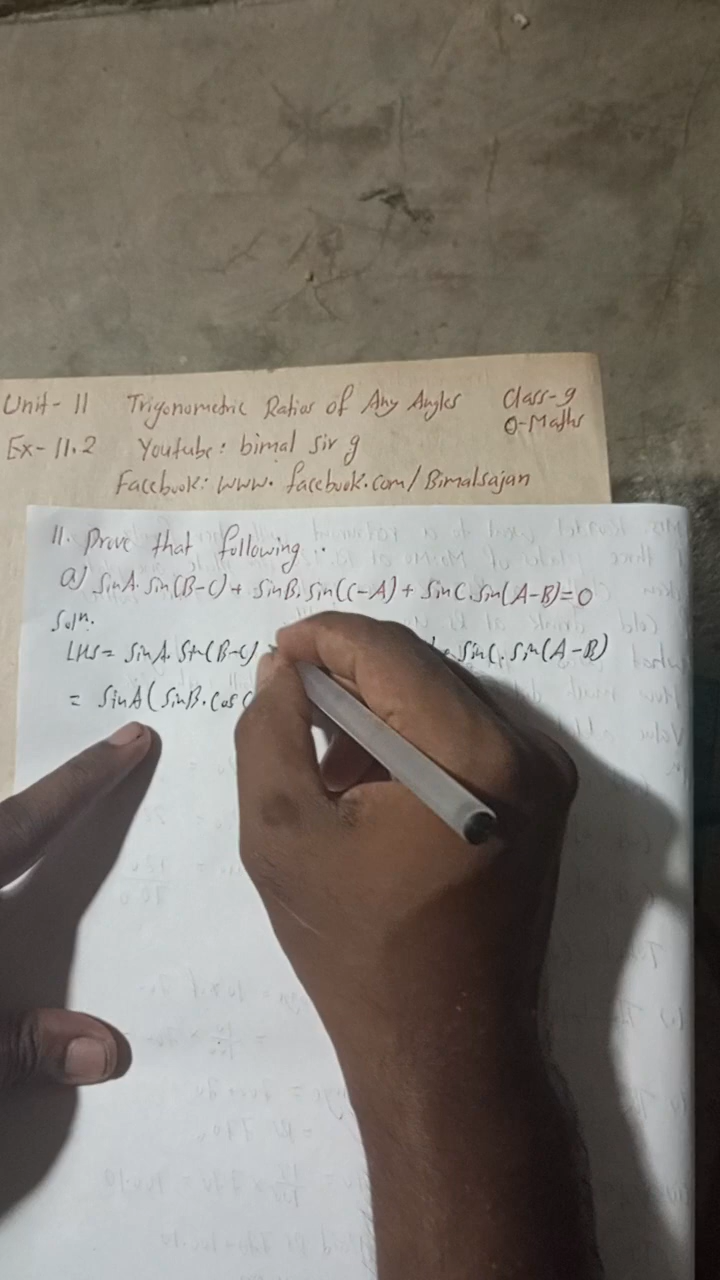 Unit- 11 Trigonometric Ratios of Any Angles Class-9
O-Maths
Ex- 11.2 Youtube: bimal sir g
Facebook: www. facebook.com/Bimalsajan
11. Prove that following.
a) SinA. Sin(B-C) + SinB. Sin(C-A) + SinC. Sin(A-B)=0
Soln.
LHS = SinA. Sin(B-C) SinC. Sin(A-B)
= SinA(SinB. Cos C